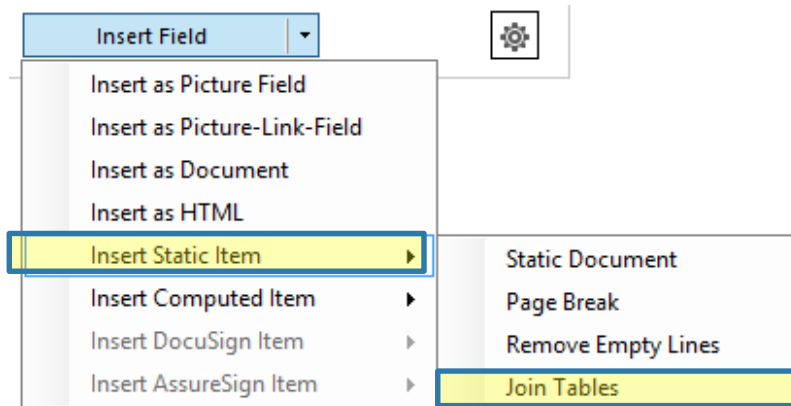 Insert Field
Insert as Picture Field
Insert as Picture-Link-Field
Insert as Document
Insert as HTML
Insert Static Item
Insert Computed Item
Insert DocuSign Item
Insert AssureSign Item
Static Document
Page Break
Remove Empty Lines
Join Tables